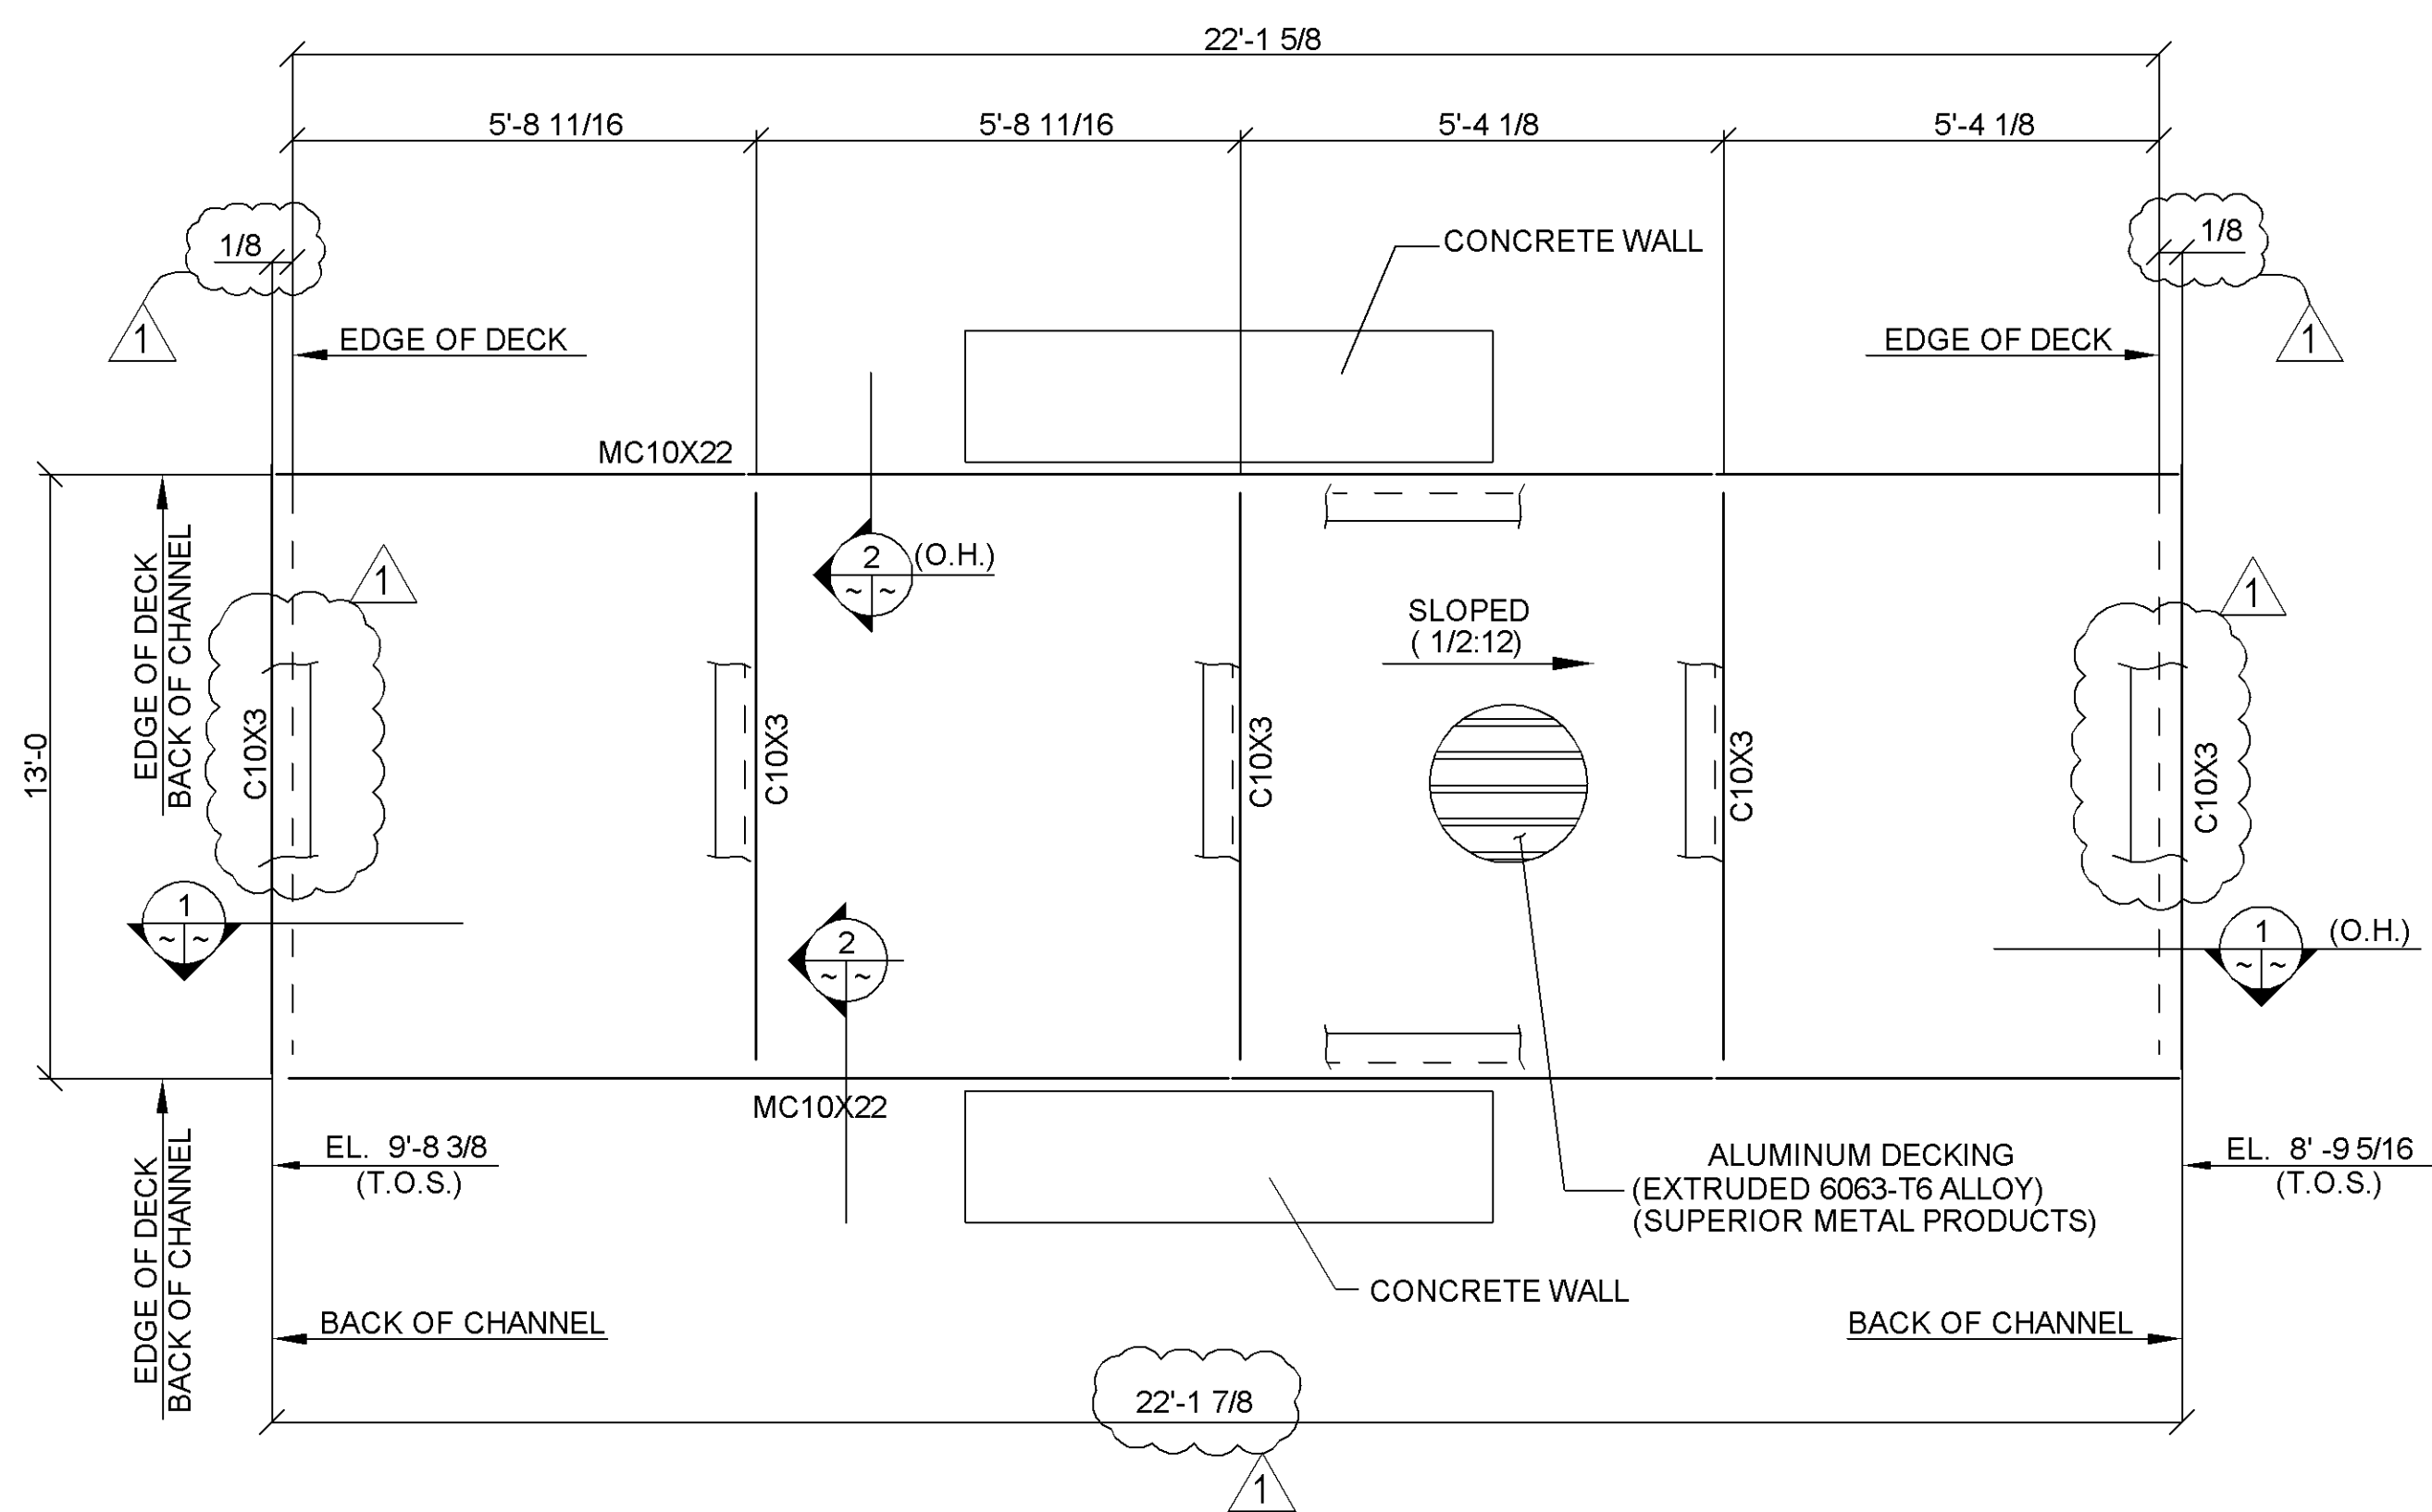 22'-1 5/8
5'-8 11/16
5'-8 11/16
5'-4 1/8
5'-4 1/8
1/8
1/8
CONCRETE WALL
1
1
EDGE OF DECK
EDGE OF DECK
MC10X22
2
(O.H.)
~ ~
1
1
SLOPED
( 1/2:12)
13'-0
EDGE OF DECK
BACK OF CHANNEL
C10X3
C10X3
C10X3
C10X3
C10X3
1
~ ~
2
~ ~
1
(O.H.)
~ ~
MC10X22
EL. 9'-8 3/8
(T.O.S.)
ALUMINUM DECKING
(EXTRUDED 6063-T6 ALLOY)
(SUPERIOR METAL PRODUCTS)
EL. 8' -9 5/16
(T.O.S.)
EDGE OF DECK
BACK OF CHANNEL
CONCRETE WALL
BACK OF CHANNEL
BACK OF CHANNEL
22'-1 7/8
1